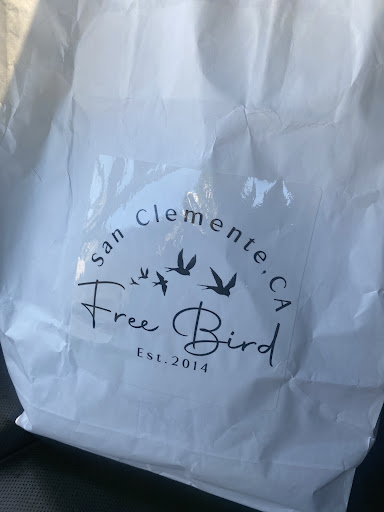 San Clemente, CA
Free Bird
Est. 2014